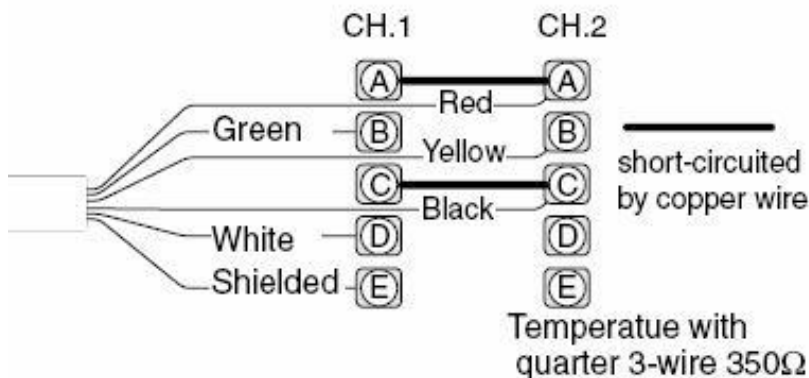 CH.1 CH.2
A A
Red
Green B B
Yellow
short-circuited
by copper wire
C C
Black
White D D
Shielded E E
Temperatue with
quarter 3-wire 350Ω